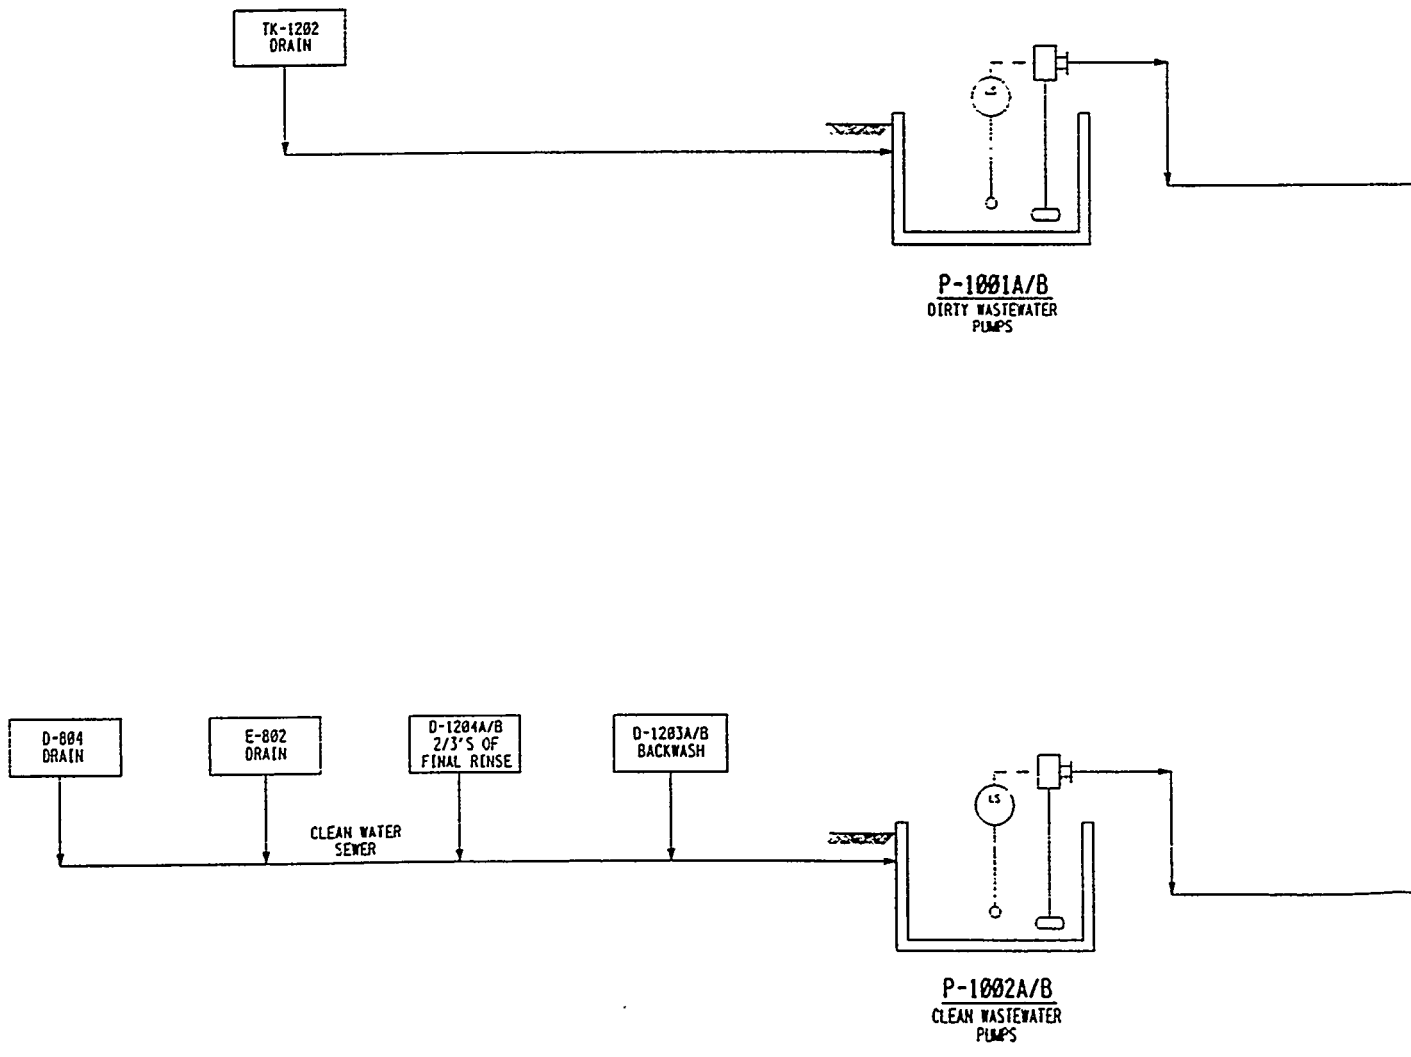 TK-1202
DRAIN
P-1001A/B
DIRTY WASTEWATER
PUMPS
D-804
DRAIN
E-802
DRAIN
D-1204A/B
2/3'S OF
FINAL RINSE
D-1203A/B
BACKWASH
CLEAN WATER
SEWER
LS
P-1002A/B
CLEAN WASTEWATER
PUMPS